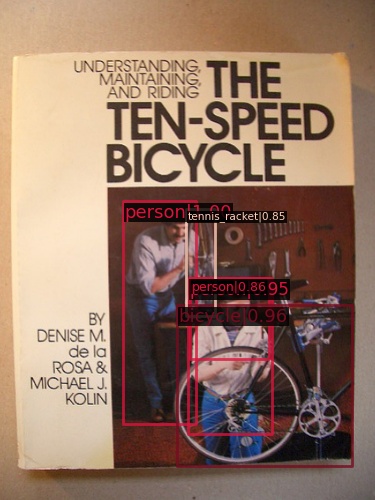 UNDERSTANDING,
MAINTAINING,
AND RIDING
THE
TEN-SPEED
BICYCLE
person|1.00
tennis_racket|0.85
person|0.86
95
bicycle|0.96
BY
DENISE M.
de la
ROSA &
MICHAEL J.
KOLIN